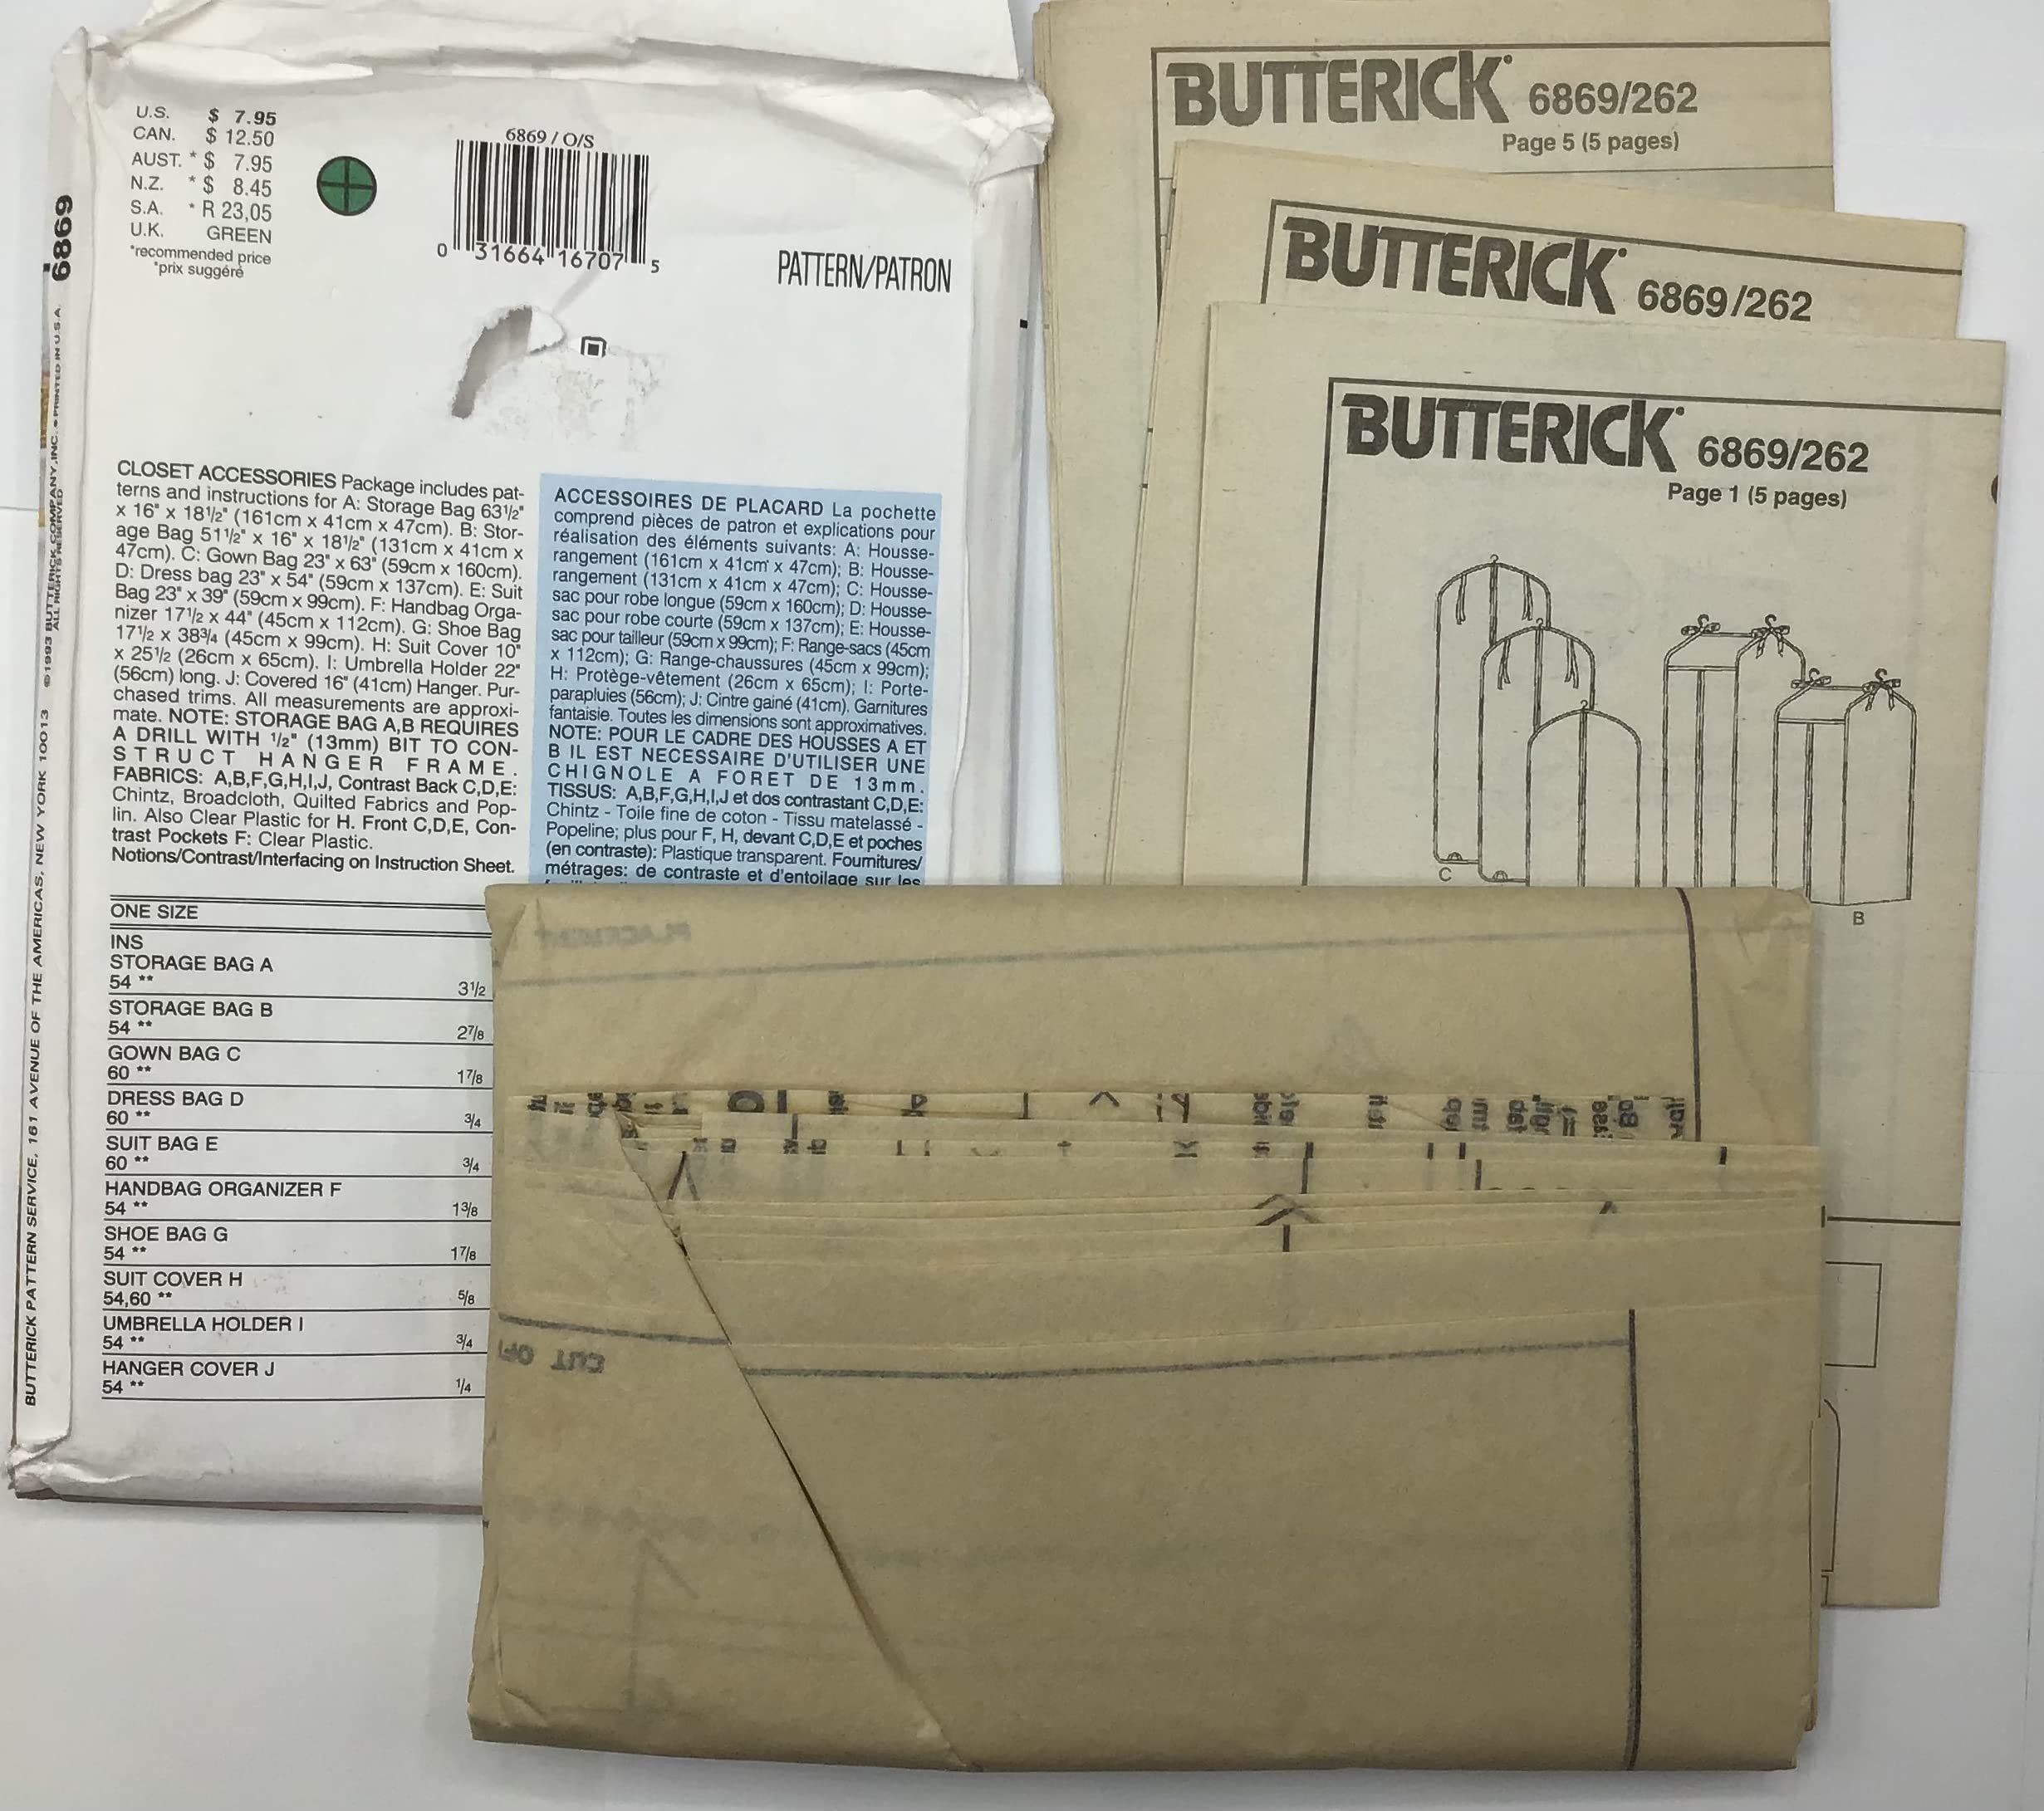 U.S. $ 7.95
CAN. $ 12.50
AUST. * $ 7.95
N.Z. * $ 8.45
S.A. * R 23,05
U.K. GREEN
*recommended price
*prix suggéré
6869 / O/S
0 31664 16707 5
PATTERN/PATRON
6869
BUTTERICK PATTERN SERVICE, 161 AVENUE OF THE AMERICAS, NEW YORK 10013 ©1993 BUTTERICK COMPANY, INC. • PRINTED IN U.S.A.
ALL RIGHTS RESERVED
CLOSET ACCESSORIES Package includes pat-
terns and instructions for A: Storage Bag 63½"
x 16" x 18½" (161cm x 41cm x 47cm). B: Stor-
age Bag 51½" x 16" x 18½" (131cm x 41cm x
47cm). C: Gown Bag 23" x 63" (59cm x 160cm).
D: Dress bag 23" x 54" (59cm x 137cm). E: Suit
Bag 23" x 39" (59cm x 99cm). F: Handbag Orga-
nizer 17½ x 44" (45cm x 112cm). G: Shoe Bag
17½ x 38¾ (45cm x 99cm). H: Suit Cover 10"
x 25½ (26cm x 65cm). I: Umbrella Holder 22"
(56cm) long. J: Covered 16" (41cm) Hanger. Pur-
chased trims. All measurements are approxi-
mate. NOTE: STORAGE BAG A,B REQUIRES
A DRILL WITH ½" (13mm) BIT TO CON-
STRUCT HANGER FRAME.
FABRICS: A,B,F,G,H,I,J, Contrast Back C,D,E:
Chintz, Broadcloth, Quilted Fabrics and Pop-
lin. Also Clear Plastic for H. Front C,D,E, Con-
trast Pockets F: Clear Plastic.
Notions/Contrast/Interfacing on Instruction Sheet.
ACCESSOIRES DE PLACARD La pochette
comprend pièces de patron et explications pour
réalisation des éléments suivants: A: Housse-
rangement (161cm x 41cm x 47cm); B: Housse-
rangement (131cm x 41cm x 47cm); C: Housse-
sac pour robe longue (59cm x 160cm); D: Housse-
sac pour robe courte (59cm x 137cm); E: Housse-
sac pour tailleur (59cm x 99cm); F: Range-sacs (45cm
x 112cm); G: Range-chaussures (45cm x 99cm);
H: Protège-vêtement (26cm x 65cm); I: Porte-
parapluies (56cm); J: Cintre gainé (41cm). Garnitures
fantaisie. Toutes les dimensions sont approximatives.
NOTE: POUR LE CADRE DES HOUSSES A ET
B IL EST NECESSAIRE D'UTILISER UNE
CHIGNOLE A FORET DE 13mm.
TISSUS: A,B,F,G,H,I,J et dos contrastant C,D,E:
Chintz - Toile fine de coton - Tissu matelassé -
Popeline; plus pour F, H, devant C,D,E et poches
(en contraste): Plastique transparent. Fournitures/
métrages: de contraste et d'entoilage sur les
ONE SIZE
INS
STORAGE BAG A
54 ** 3½
STORAGE BAG B
54 ** 2⅞
GOWN BAG C
60 ** 1⅞
DRESS BAG D
60 ** ¾
SUIT BAG E
60 ** ¾
HANDBAG ORGANIZER F
54 ** 1⅜
SHOE BAG G
54 ** 1⅞
SUIT COVER H
54,60 ** ⅝
UMBRELLA HOLDER I
54 ** ¾
HANGER COVER J
54 ** ¼
BUTTERICK 6869/262
Page 5 (5 pages)
BUTTERICK 6869/262
BUTTERICK 6869/262
Page 1 (5 pages)
C
B
PLACEMENT
CUT OFF